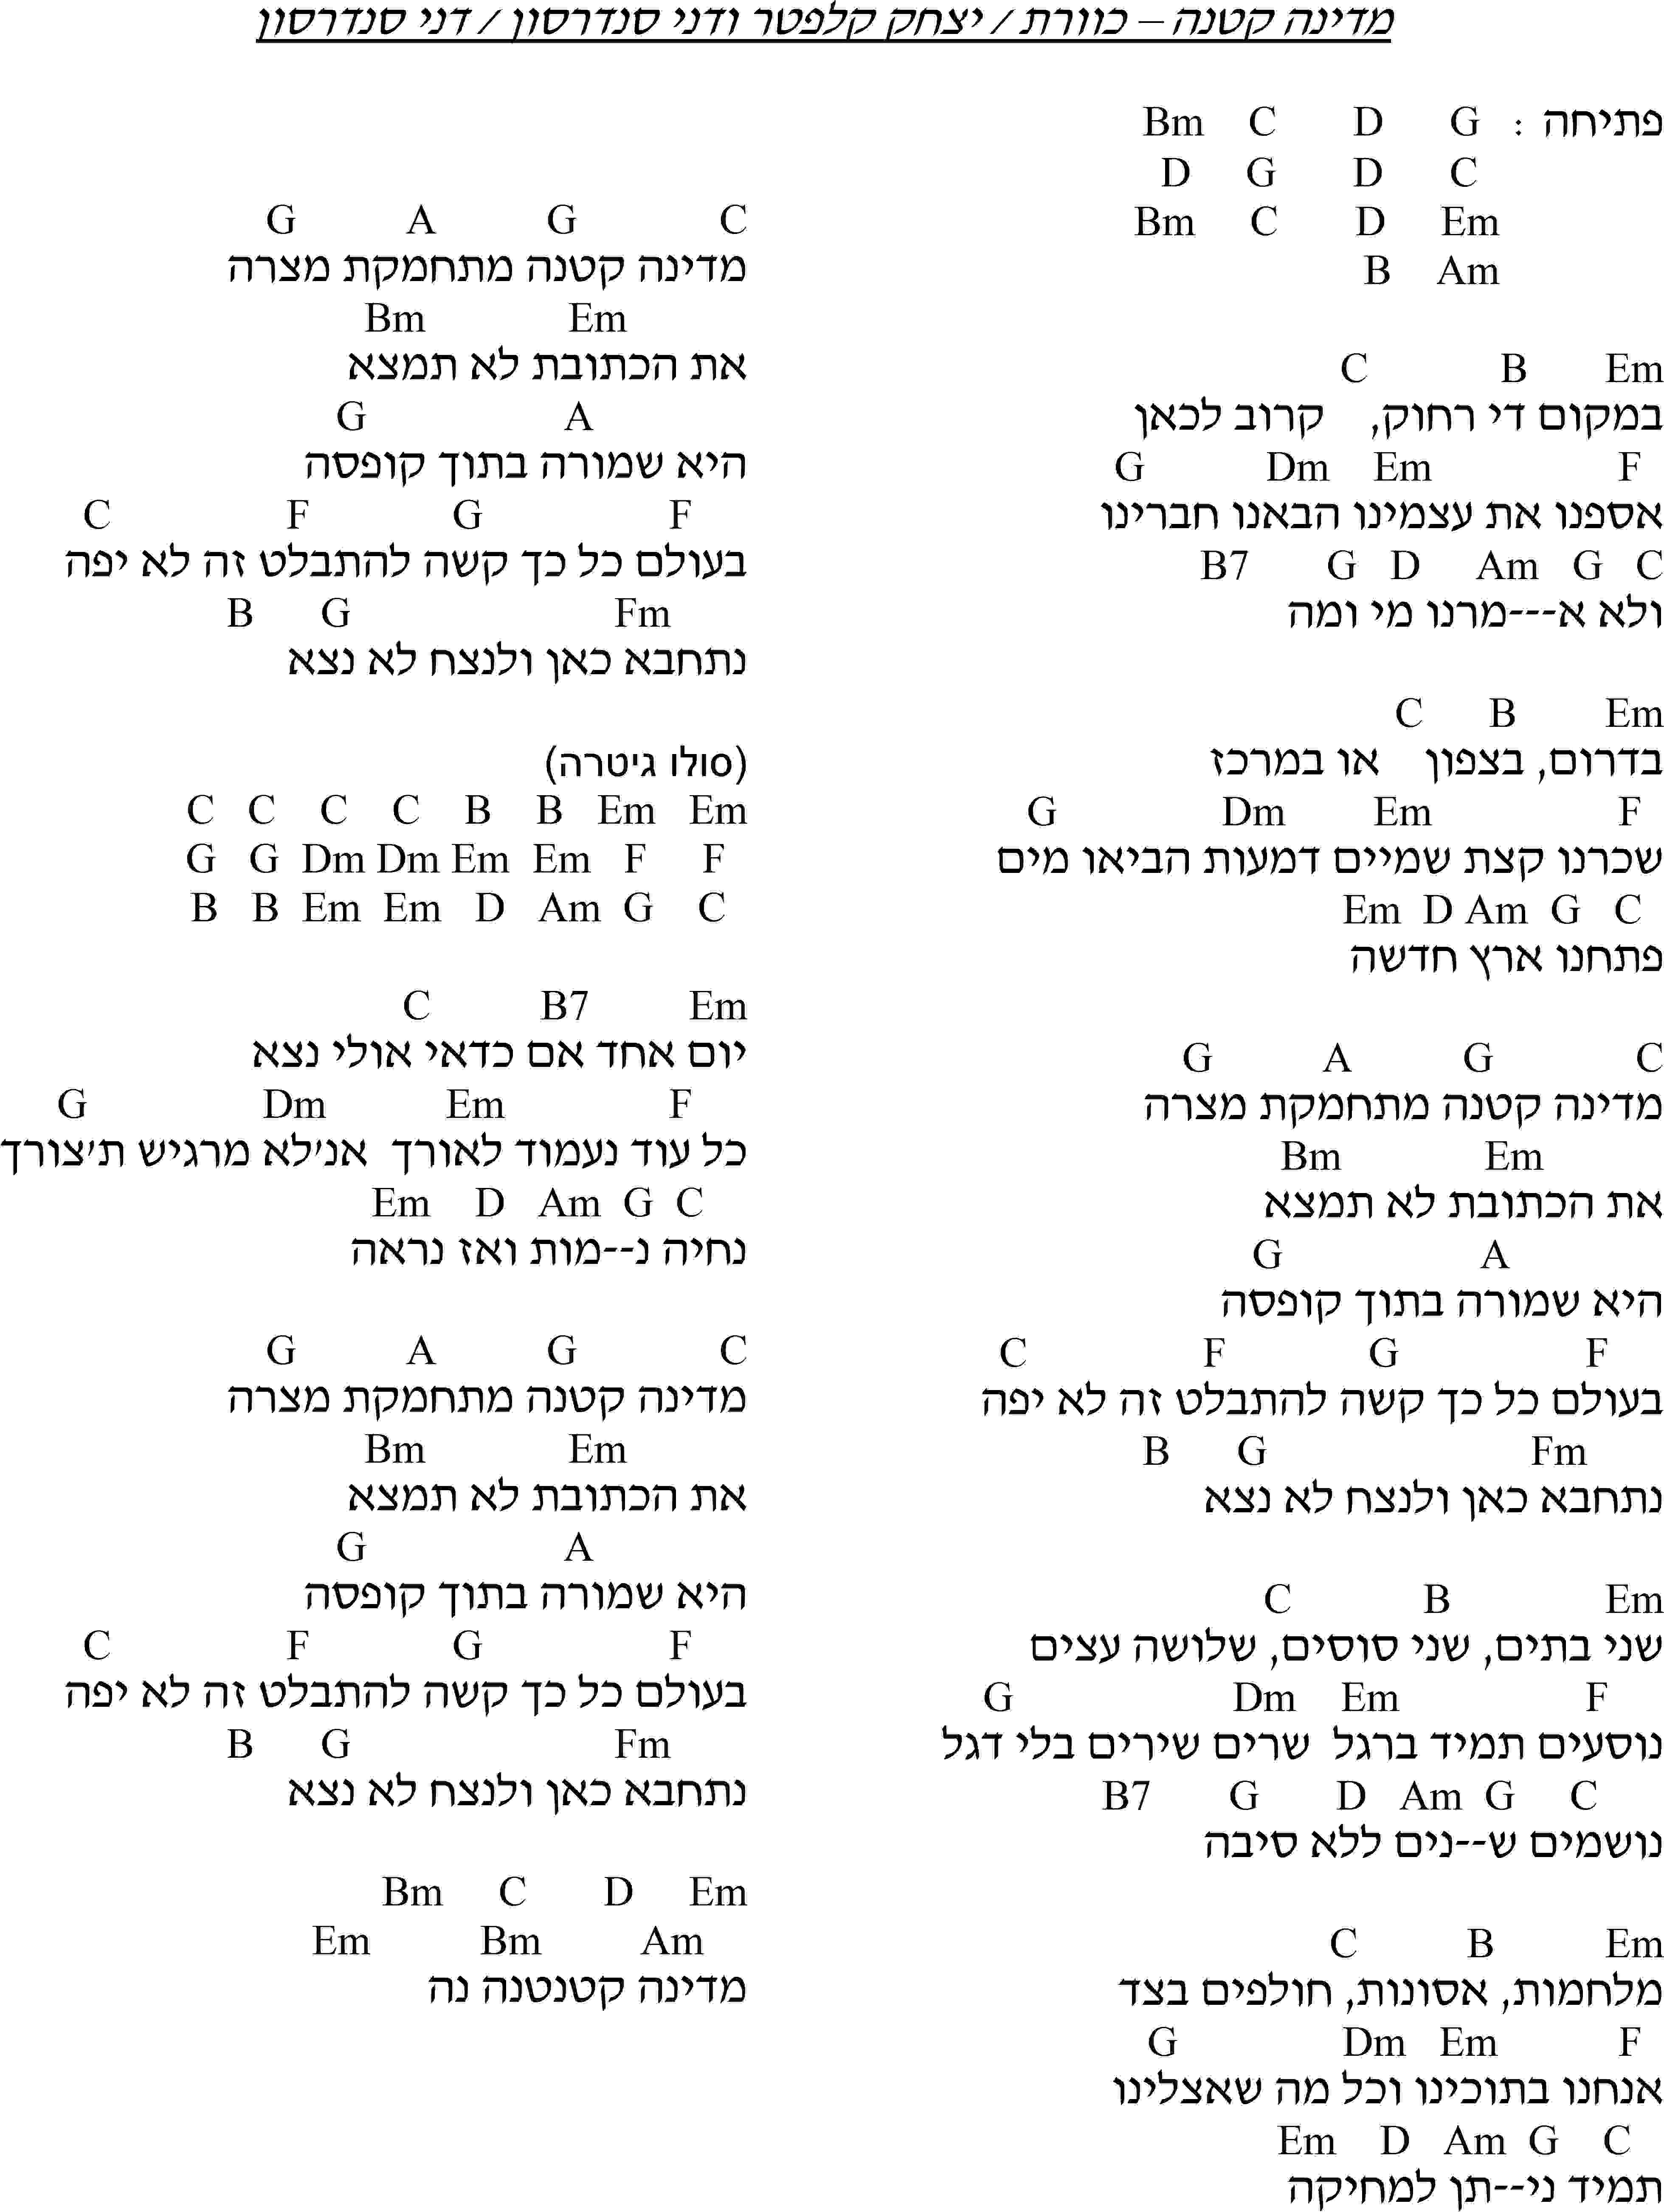 מדינה קטנה – כוורת / יצחק קלפטר ודני סנדרסון / דני סנדרסון
פתיחה : G D C Bm
C D G D
Em D C Bm
Am B
Em B C
במקום די רחוק, קרוב לכאן
F Em Dm G
אספנו את עצמינו הבאנו חברינו
C G Am D G B7
ולא א---מרנו מי ומה
Em B C
בדרום, בצפון או במרכז
F Em Dm G
שכרנו קצת שמיים דמעות הביאו מים
C G Am D Em
פתחנו ארץ חדשה
C G A G
מדינה קטנה מתחמקת מצרה
Em Bm
את הכתובת לא תמצא
A G
היא שמורה בתוך קופסה
F G F C
בעולם כל כך קשה להתבלט זה לא יפה
Fm G B
נתחבא כאן ולנצח לא נצא
Em B C
שני בתים, שני סוסים, שלושה עצים
F Em Dm G
נוסעים תמיד ברגל שרים שירים בלי דגל
C G Am D G B7
נושמים ש--נים ללא סיבה
Em B C
מלחמות, אסונות, חולפים בצד
F Em Dm G
אנחנו בתוכינו וכל מה שאצלינו
C G Am D Em
תמיד ני--תן למחיקה
C G A G
מדינה קטנה מתחמקת מצרה
Em Bm
את הכתובת לא תמצא
A G
היא שמורה בתוך קופסה
F G F C
בעולם כל כך קשה להתבלט זה לא יפה
Fm G B
נתחבא כאן ולנצח לא נצא
(סולו גיטרה)
Em Em B B C C C C
F F Em Em Dm Dm G G
C G Am D Em Em B B
Em B7 C
יום אחד אם כדאי אולי נצא
F Em Dm G
כל עוד נעמוד לאורך אני'לא מרגיש ת'צורך
C G Am D Em
נחיה נ--מות ואז נראה
C G A G
מדינה קטנה מתחמקת מצרה
Em Bm
את הכתובת לא תמצא
A G
היא שמורה בתוך קופסה
F G F C
בעולם כל כך קשה להתבלט זה לא יפה
Fm G B
נתחבא כאן ולנצח לא נצא
Em D C Bm
Am Bm Em
מדינה קטנטנה נה